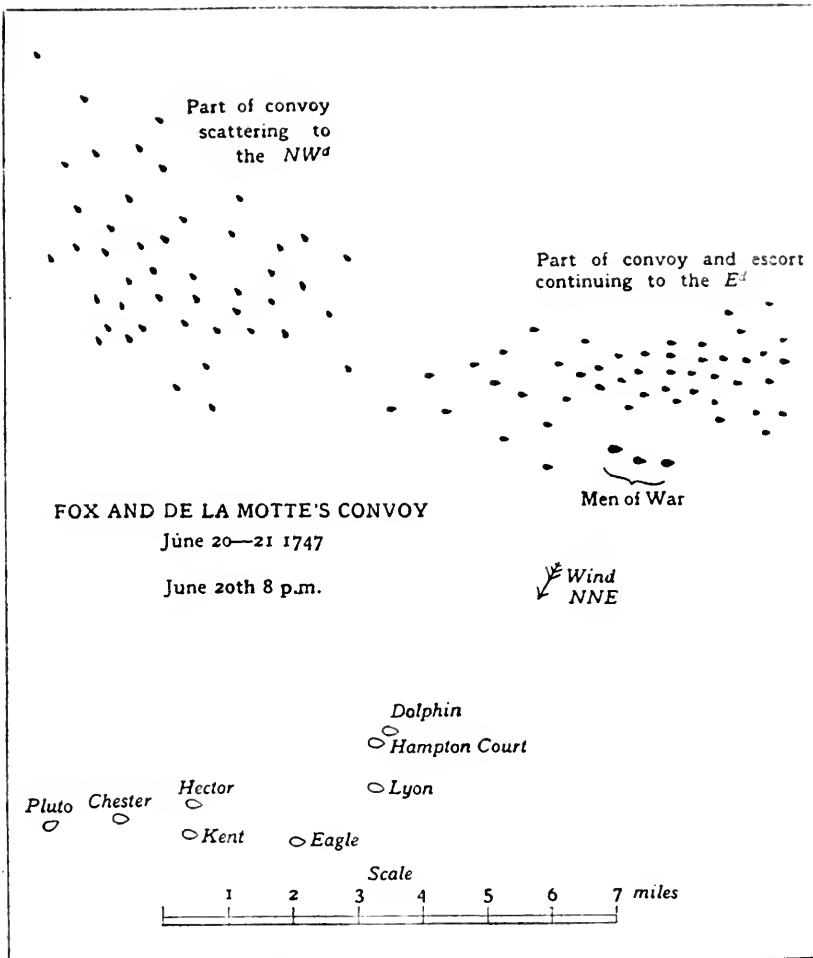 Part of convoy
scattering to
the NWd
Part of convoy and escort
continuing to the Ed
Men of War
FOX AND DE LA MOTTE'S CONVOY
June 20—21 1747
June 20th 8 p.m.
Wind
NNE
Dolphin
Hampton Court
Lyon
Hector
Chester
Pluto
Kent
Eagle
Scale
1 2 3 4 5 6 7 miles